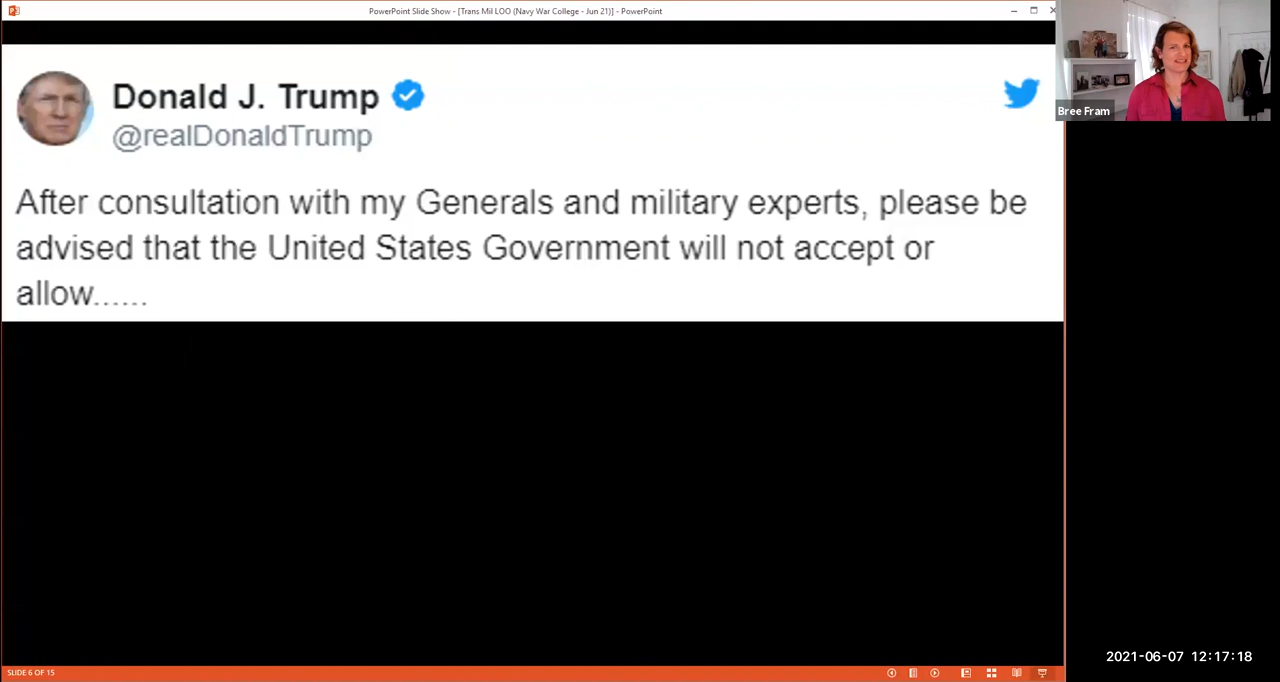 PowerPoint Slide Show - [Trans Mil LOO (Navy War College - Jun 21)] - PowerPoint
Donald J. Trump
@realDonaldTrump
After consultation with my Generals and military experts, please be
advised that the United States Government will not accept or
allow......
Bree Fram
2021-06-07 12:17:18
SLIDE 6 OF 15